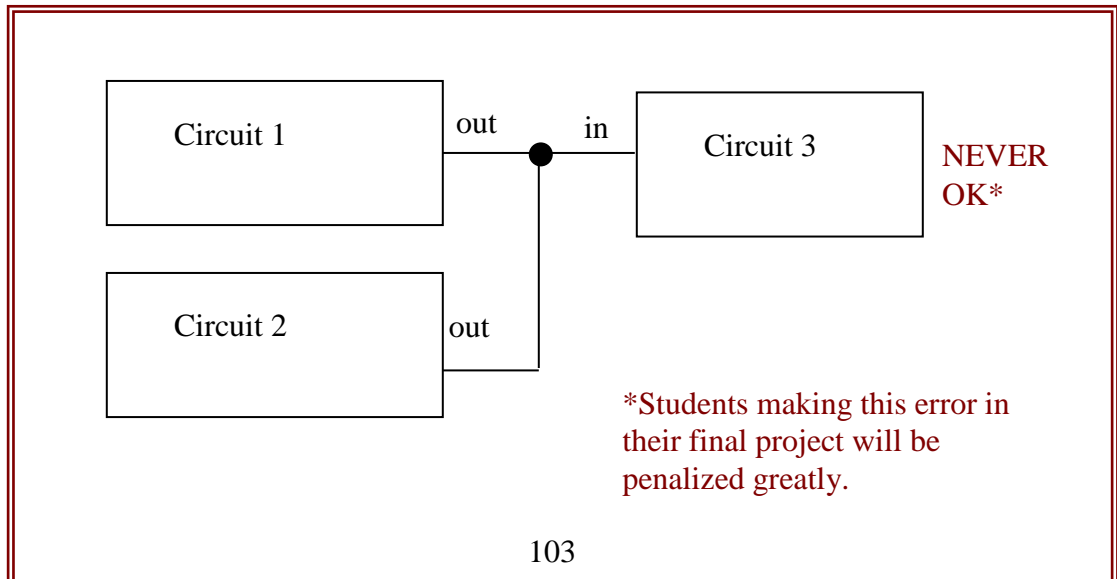 Circuit 1
out
in
Circuit 3
NEVER
OK*
Circuit 2
out
*Students making this error in
their final project will be
penalized greatly.
103